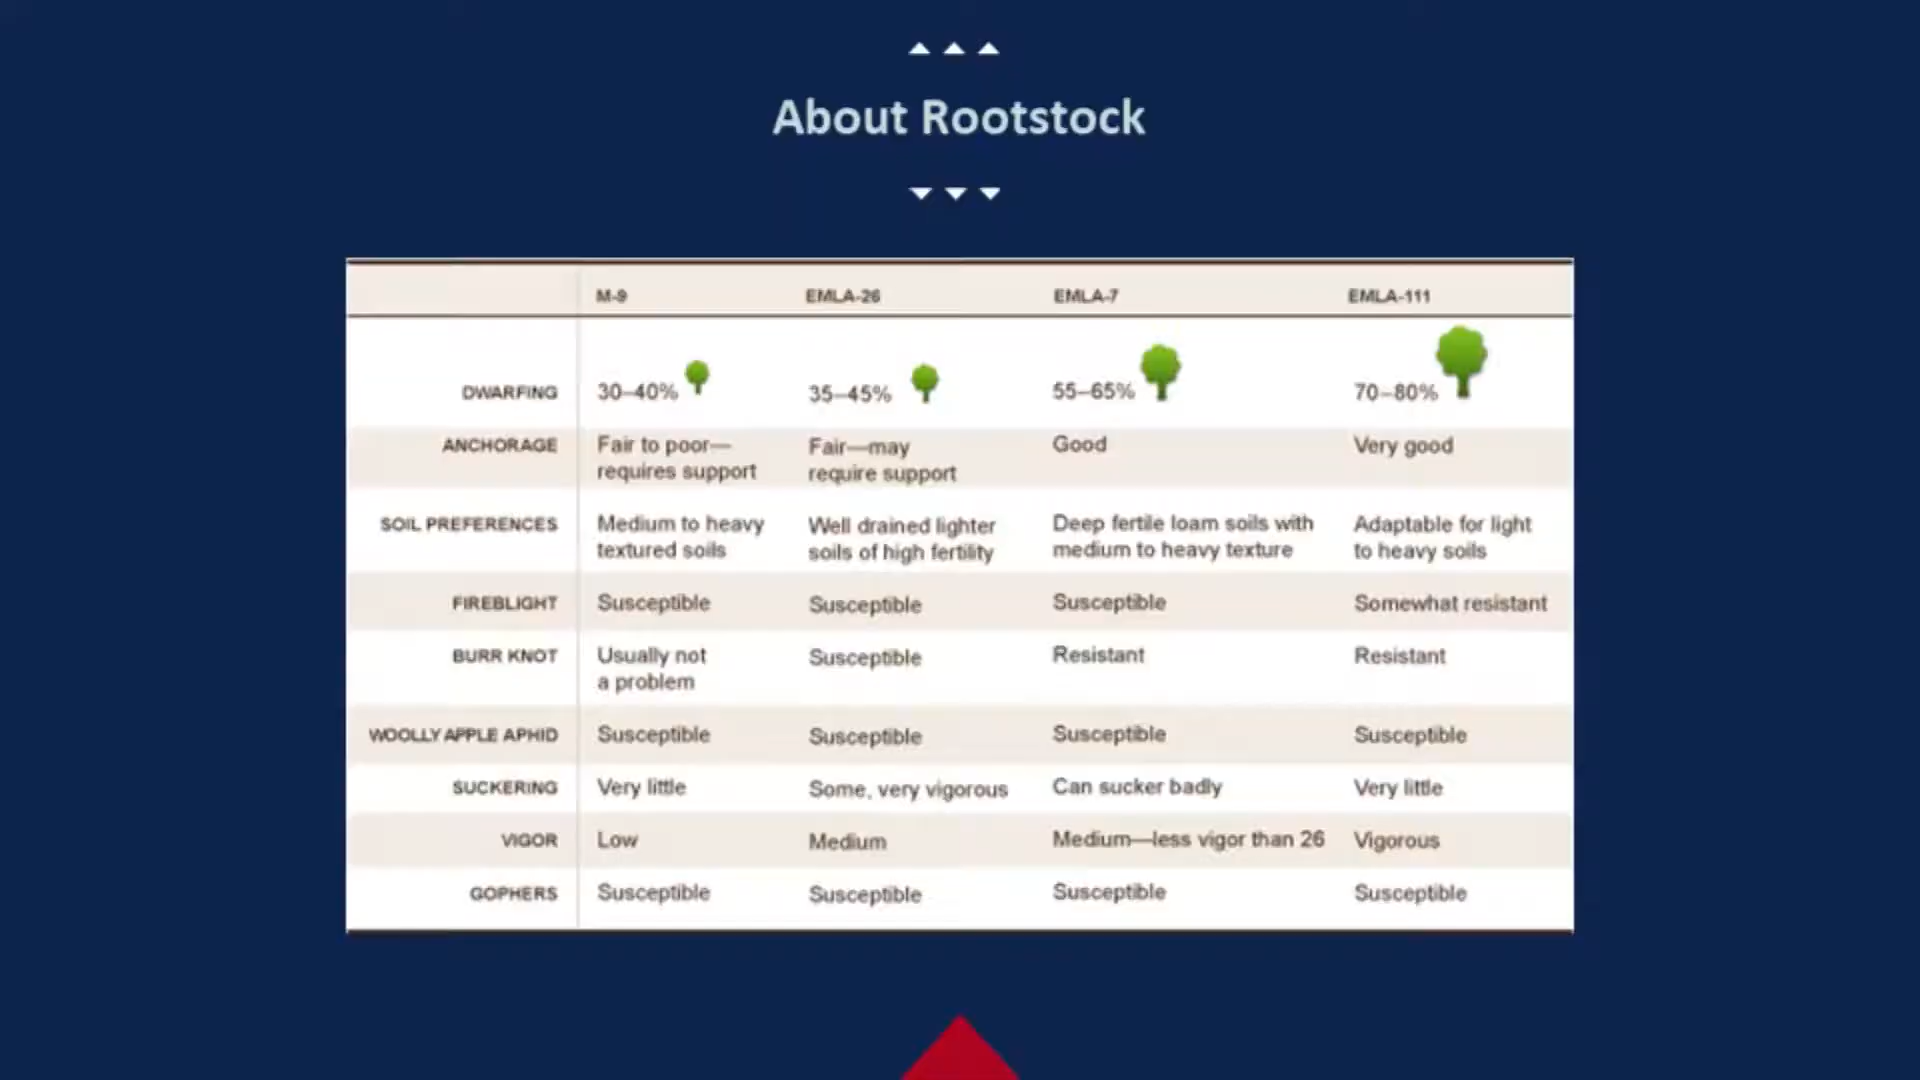 About Rootstock
M-9 EMLA-26 EMLA-7 EMLA-111
DWARFING 30–40% 35–45% 55–65% 70–80%
ANCHORAGE Fair to poor— Fair—may Good Very good
requires support require support
SOIL PREFERENCES Medium to heavy Well drained lighter Deep fertile loam soils with Adaptable for light
textured soils soils of high fertility medium to heavy texture to heavy soils
FIREBLIGHT Susceptible Susceptible Susceptible Somewhat resistant
BURR KNOT Usually not Susceptible Resistant Resistant
a problem
WOOLLY APPLE APHID Susceptible Susceptible Susceptible Susceptible
SUCKERING Very little Some, very vigorous Can sucker badly Very little
VIGOR Low Medium Medium—less vigor than 26 Vigorous
GOPHERS Susceptible Susceptible Susceptible Susceptible